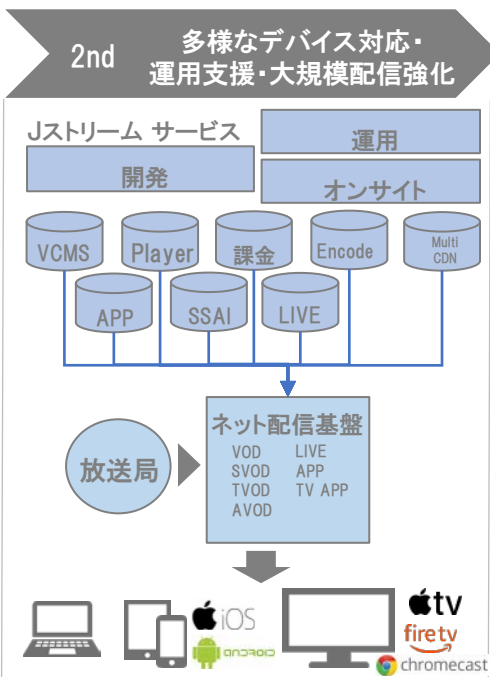 2nd
多様なデバイス対応・
運用支援・大規模配信強化
Jストリーム サービス
運用
開発
オンサイト
VCMS
Player
課金
Encode
Multi
CDN
APP
SSAI
LIVE
ネット配信基盤
VOD LIVE
SVOD APP
TVOD TV APP
AVOD
放送局
iOS
android
tv
firetv
chromecast